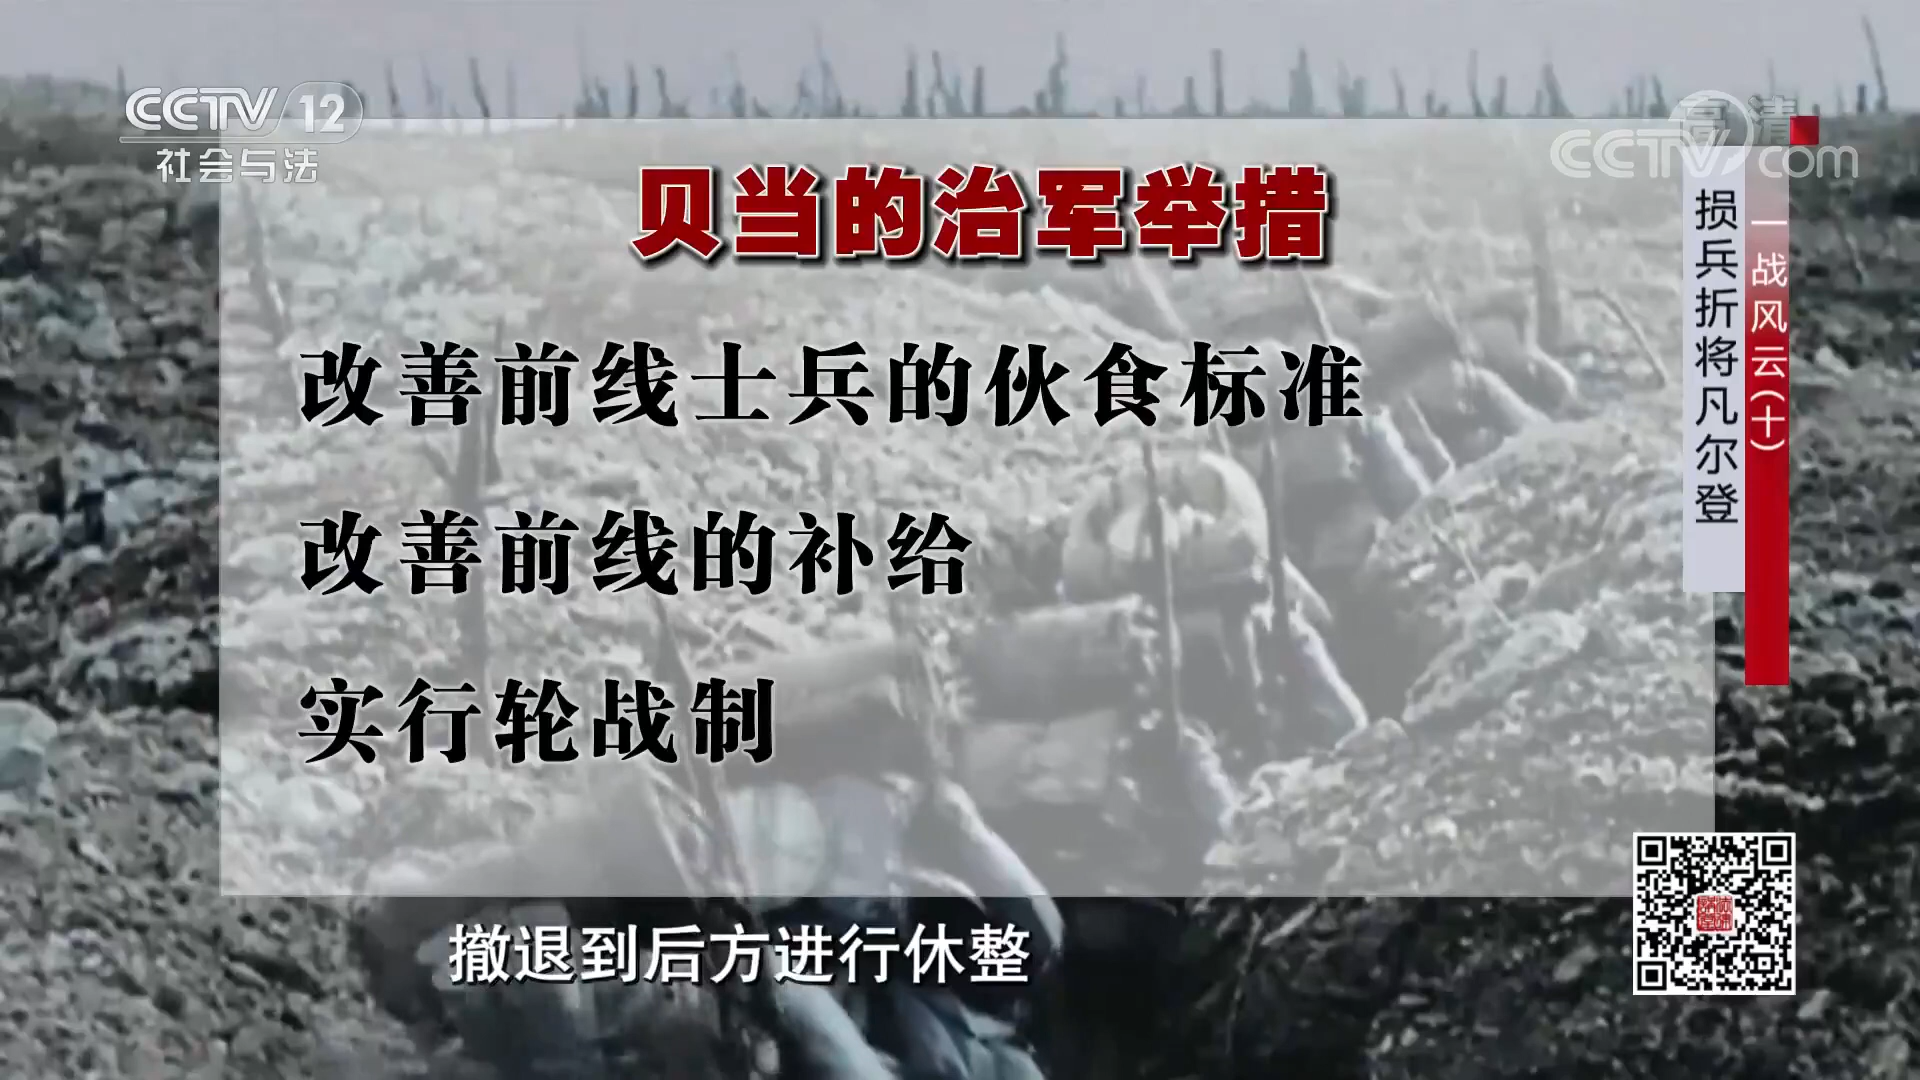 CCTV 12
社会与法
高清
CCTV com
贝当的治军举措
改善前线士兵的伙食标准
改善前线的补给
实行轮战制
一战风云（十）
损兵折将凡尔登
撤退到后方进行休整